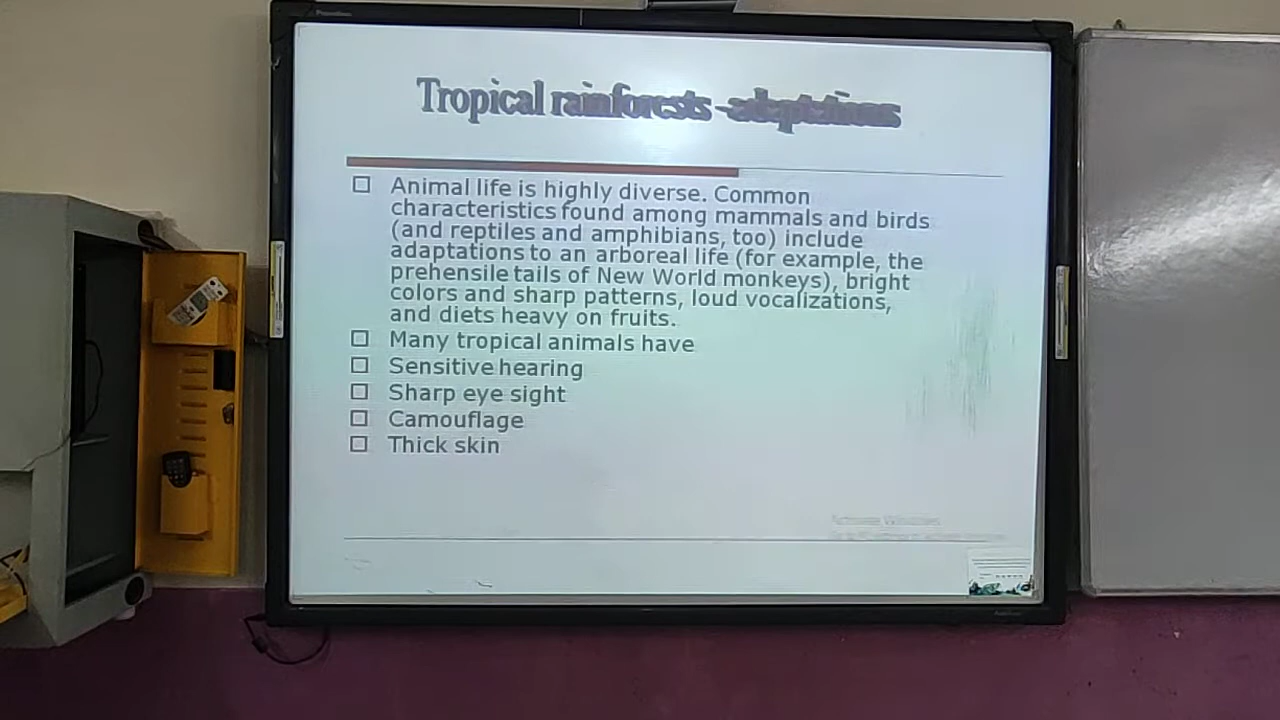 Tropical rainforests -adaptations
Animal life is highly diverse. Common
characteristics found among mammals and birds
(and reptiles and amphibians, too) include
adaptations to an arboreal life (for example, the
prehensile tails of New World monkeys), bright
colors and sharp patterns, loud vocalizations,
and diets heavy on fruits.
Many tropical animals have
Sensitive hearing
Sharp eye sight
Camouflage
Thick skin
Activate Windows